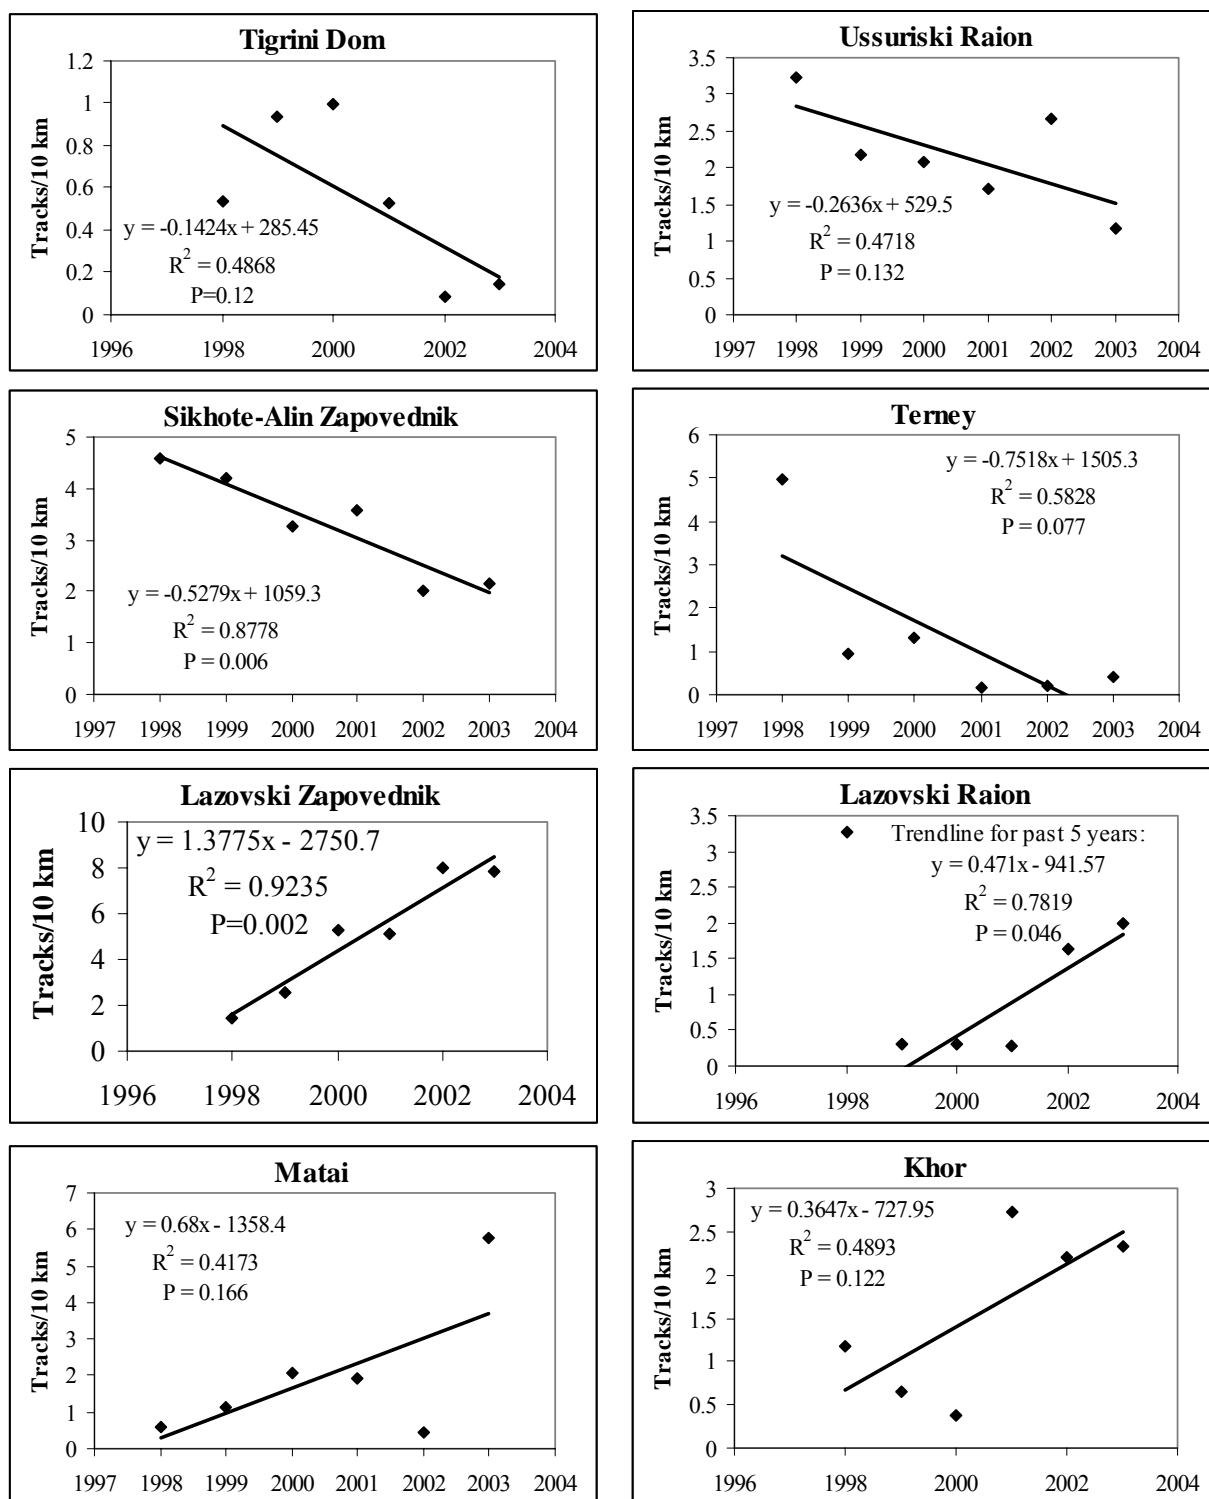 Tigrini Dom
Tracks/10 km
1.2
1
0.8
0.6
0.4
0.2
0
y = -0.1424x + 285.45
R² = 0.4868
P=0.12
1996 1998 2000 2002 2004
Ussuriski Raion
Tracks/10 km
3.5
3
2.5
2
1.5
1
0.5
0
y = -0.2636x + 529.5
R² = 0.4718
P = 0.132
1997 1998 1999 2000 2001 2002 2003 2004
Sikhote-Alin Zapovednik
Tracks/10 km
5
4
3
2
1
0
y = -0.5279x + 1059.3
R² = 0.8778
P = 0.006
1997 1998 1999 2000 2001 2002 2003 2004
Terney
Tracks/10 km
6
5
4
3
2
1
0
y = -0.7518x + 1505.3
R² = 0.5828
P = 0.077
1997 1998 1999 2000 2001 2002 2003 2004
Lazovski Zapovednik
Tracks/10 km
10
8
6
4
2
0
y = 1.3775x - 2750.7
R² = 0.9235
P=0.002
1996 1998 2000 2002 2004
Lazovski Raion
Tracks/10 km
3.5
3
2.5
2
1.5
1
0.5
0
Trendline for past 5 years:
y = 0.471x - 941.57
R² = 0.7819
P = 0.046
1996 1998 2000 2002 2004
Matai
Tracks/10 km
7
6
5
4
3
2
1
0
y = 0.68x - 1358.4
R² = 0.4173
P = 0.166
1997 1998 1999 2000 2001 2002 2003 2004
Khor
Tracks/10 km
3
2.5
2
1.5
1
0.5
0
y = 0.3647x - 727.95
R² = 0.4893
P = 0.122
1996 1998 2000 2002 2004